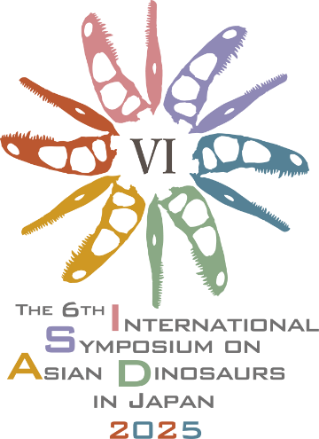 VI
The 6th International
Symposium on
Asian Dinosaurs
in Japan
2025